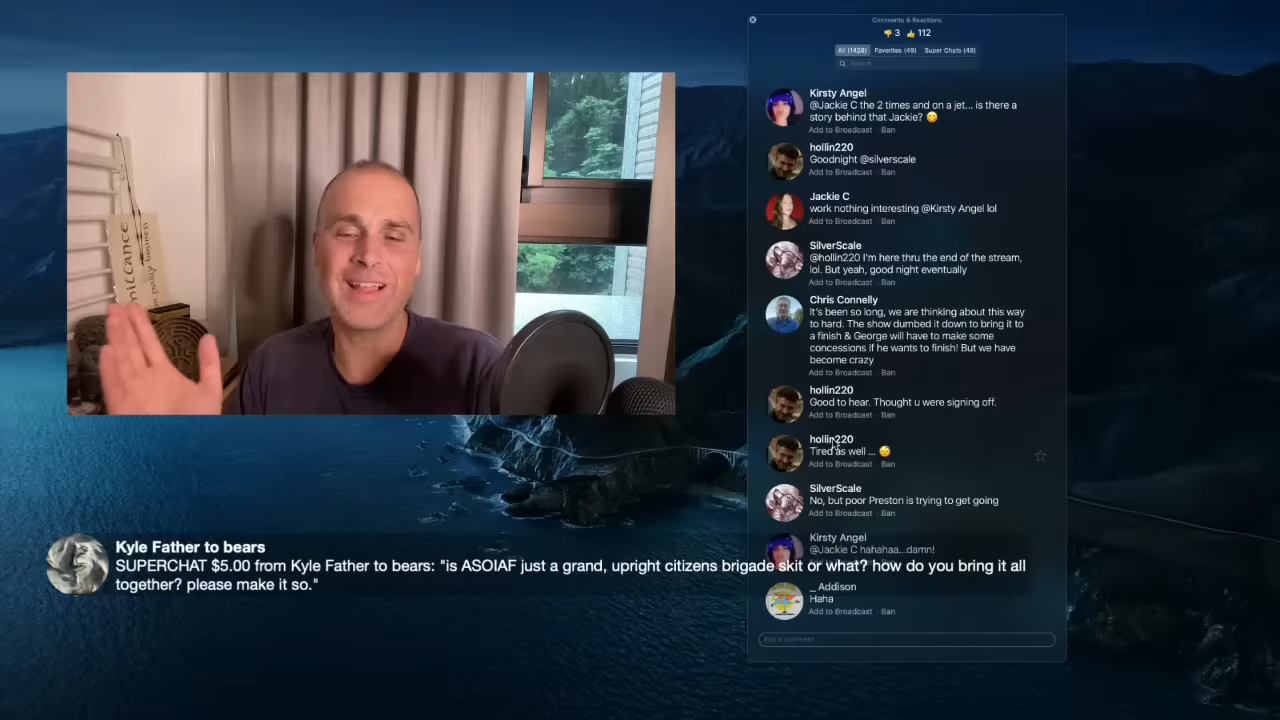 Comments & Reactions
3 112
All (1428) Favorites (49) Super Chats (49)
Search
Kirsty Angel
@Jackie C the 2 times and on a jet... is there a
story behind that Jackie?
Add to Broadcast · Ban
hollin220
Goodnight @silverscale
Add to Broadcast · Ban
Jackie C
work nothing interesting @Kirsty Angel lol
Add to Broadcast · Ban
SilverScale
@hollin220 I'm here thru the end of the stream,
lol. But yeah, good night eventually
Add to Broadcast · Ban
Chris Connelly
It's been so long, we are thinking about this way
to hard. The show dumbed it down to bring it to
a finish & George will have to make some
concessions if he wants to finish! But we have
become crazy
Add to Broadcast · Ban
hollin220
Good to hear. Thought u were signing off.
Add to Broadcast · Ban
hollin220
Tired as well ...
Add to Broadcast · Ban
SilverScale
No, but poor Preston is trying to get going
Add to Broadcast · Ban
Kirsty Angel
@Jackie C hahahaa...damn!
_ Addison
Haha
Add to Broadcast · Ban
Add a comment
Kyle Father to bears
SUPERCHAT $5.00 from Kyle Father to bears: "is ASOIAF just a grand, upright citizens brigade skit or what? how do you bring it all
together? please make it so."